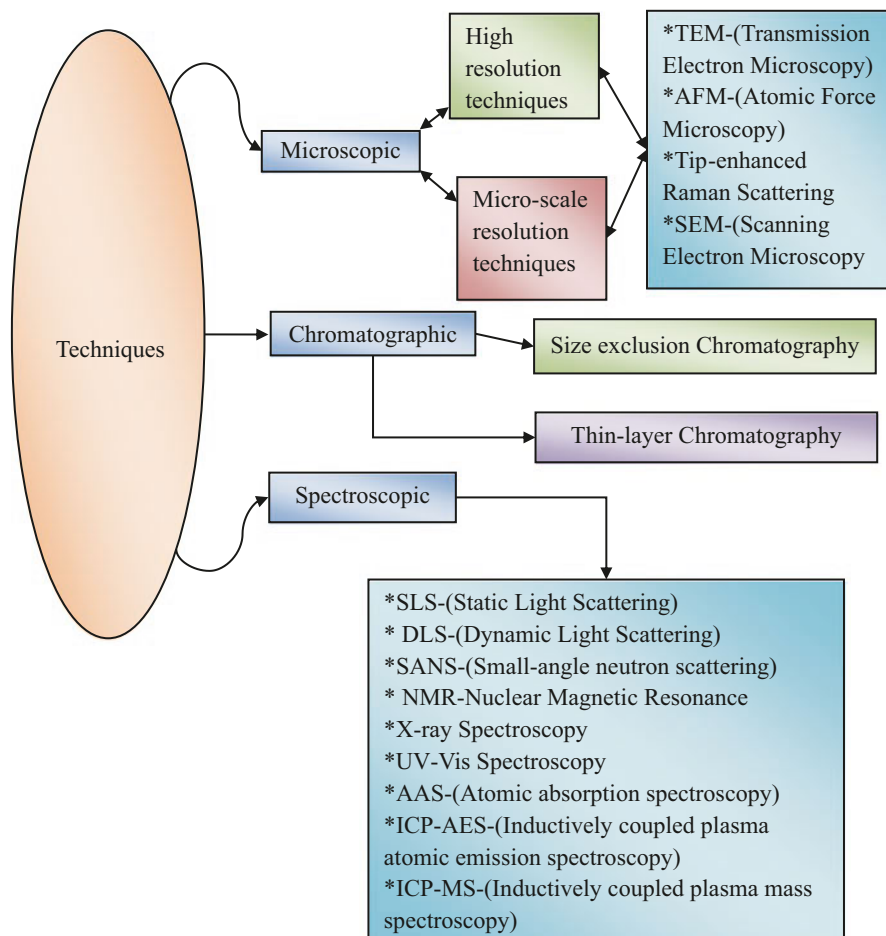 Techniques
Microscopic
High
resolution
techniques
Micro-scale
resolution
techniques
*TEM-(Transmission
Electron Microscopy)
*AFM-(Atomic Force
Microscopy)
*Tip-enhanced
Raman Scattering
*SEM-(Scanning
Electron Microscopy
Chromatographic
Size exclusion Chromatography
Thin-layer Chromatography
Spectroscopic
*SLS-(Static Light Scattering)
* DLS-(Dynamic Light Scattering)
*SANS-(Small-angle neutron scattering)
* NMR-Nuclear Magnetic Resonance
*X-ray Spectroscopy
*UV-Vis Spectroscopy
*AAS-(Atomic absorption spectroscopy)
*ICP-AES-(Inductively coupled plasma
atomic emission spectroscopy)
*ICP-MS-(Inductively coupled plasma mass
spectroscopy)